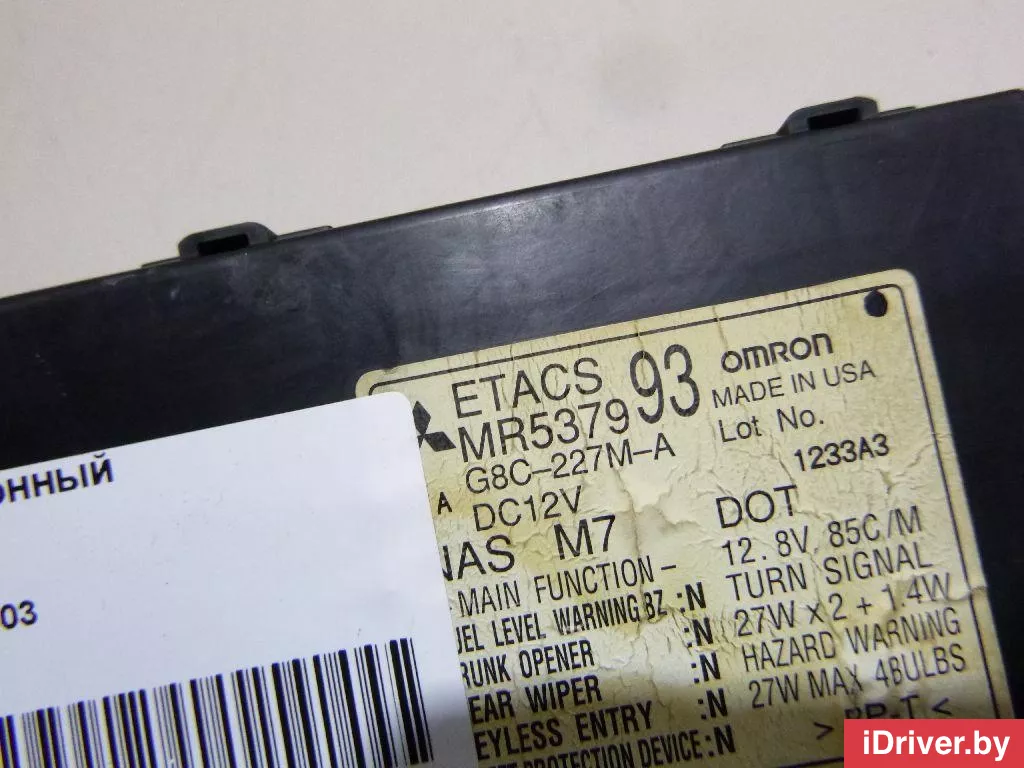 ETACS 93 OMRON
MR5379 MADE IN USA
G8C-227M-A Lot No.
A DC12V 1233A3
NAS M7 DOT
MAIN FUNCTION- 12.8V 85C/M
UEL LEVEL WARNING BZ :N TURN SIGNAL
RUNK OPENER :N 27W X 2 + 1.4W
EAR WIPER :N HAZARD WARNING
EYLESS ENTRY :N 27W MAX 4BULBS
PROTECTION DEVICE:N > PP-T <
ОННЫЙ
03
iDriver.by